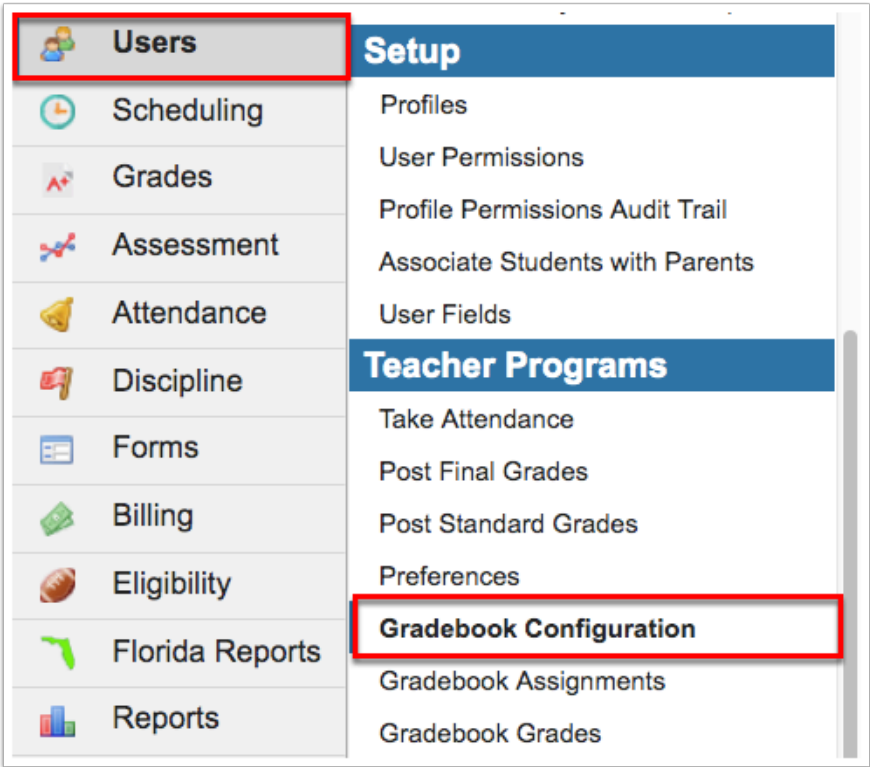 Users
Scheduling
Grades
Assessment
Attendance
Discipline
Forms
Billing
Eligibility
Florida Reports
Reports
Setup
Profiles
User Permissions
Profile Permissions Audit Trail
Associate Students with Parents
User Fields
Teacher Programs
Take Attendance
Post Final Grades
Post Standard Grades
Preferences
Gradebook Configuration
Gradebook Assignments
Gradebook Grades